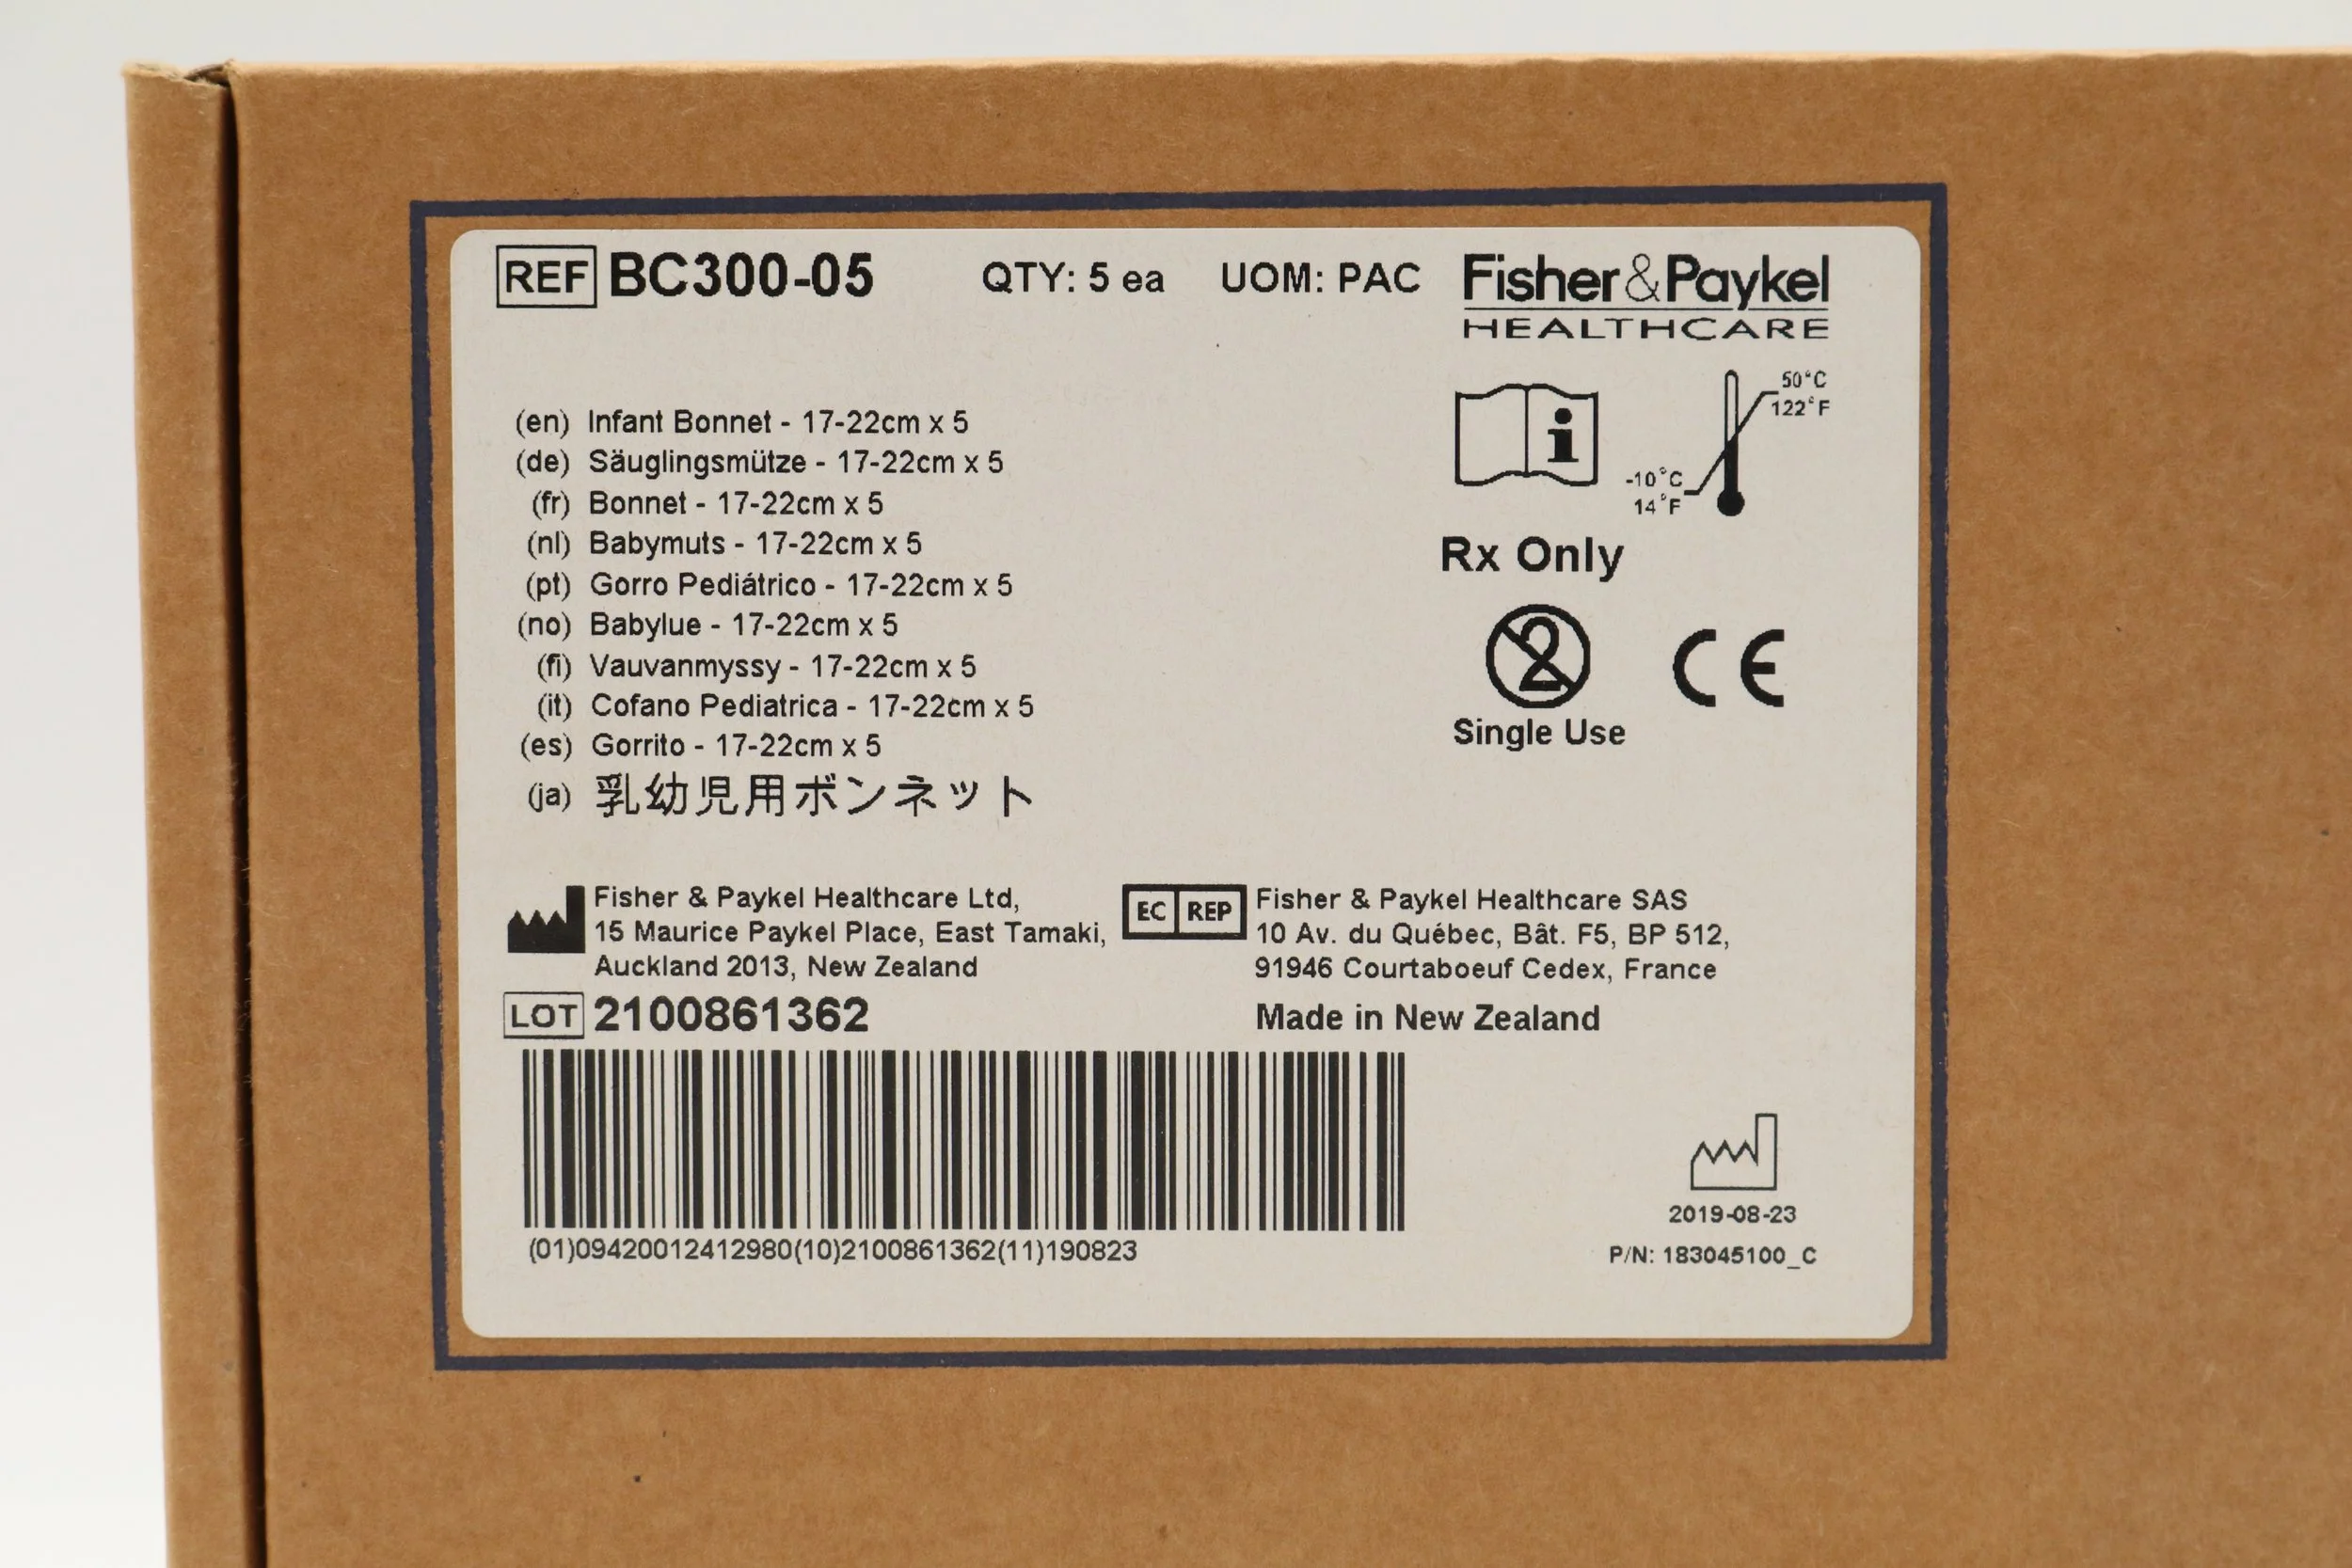 REF BC300-05 QTY: 5 ea UOM: PAC Fisher&Paykel
HEALTHCARE
50°C
122°F
-10°C
14°F
(en) Infant Bonnet - 17-22cm x 5
(de) Säuglingsmütze - 17-22cm x 5
(fr) Bonnet - 17-22cm x 5
(nl) Babymuts - 17-22cm x 5
(pt) Gorro Pediátrico - 17-22cm x 5
(no) Babylue - 17-22cm x 5
(fi) Vauvanmyssy - 17-22cm x 5
(it) Cofano Pediatrica - 17-22cm x 5
(es) Gorrito - 17-22cm x 5
(ja) 乳幼児用ボンネット
Rx Only
2
Single Use
CE
Fisher & Paykel Healthcare Ltd,
15 Maurice Paykel Place, East Tamaki,
Auckland 2013, New Zealand
EC REP Fisher & Paykel Healthcare SAS
10 Av. du Québec, Bât. F5, BP 512,
91946 Courtaboeuf Cedex, France
LOT 2100861362
Made in New Zealand
(01)09420012412980(10)2100861362(11)190823
2019-08-23
P/N: 183045100_C